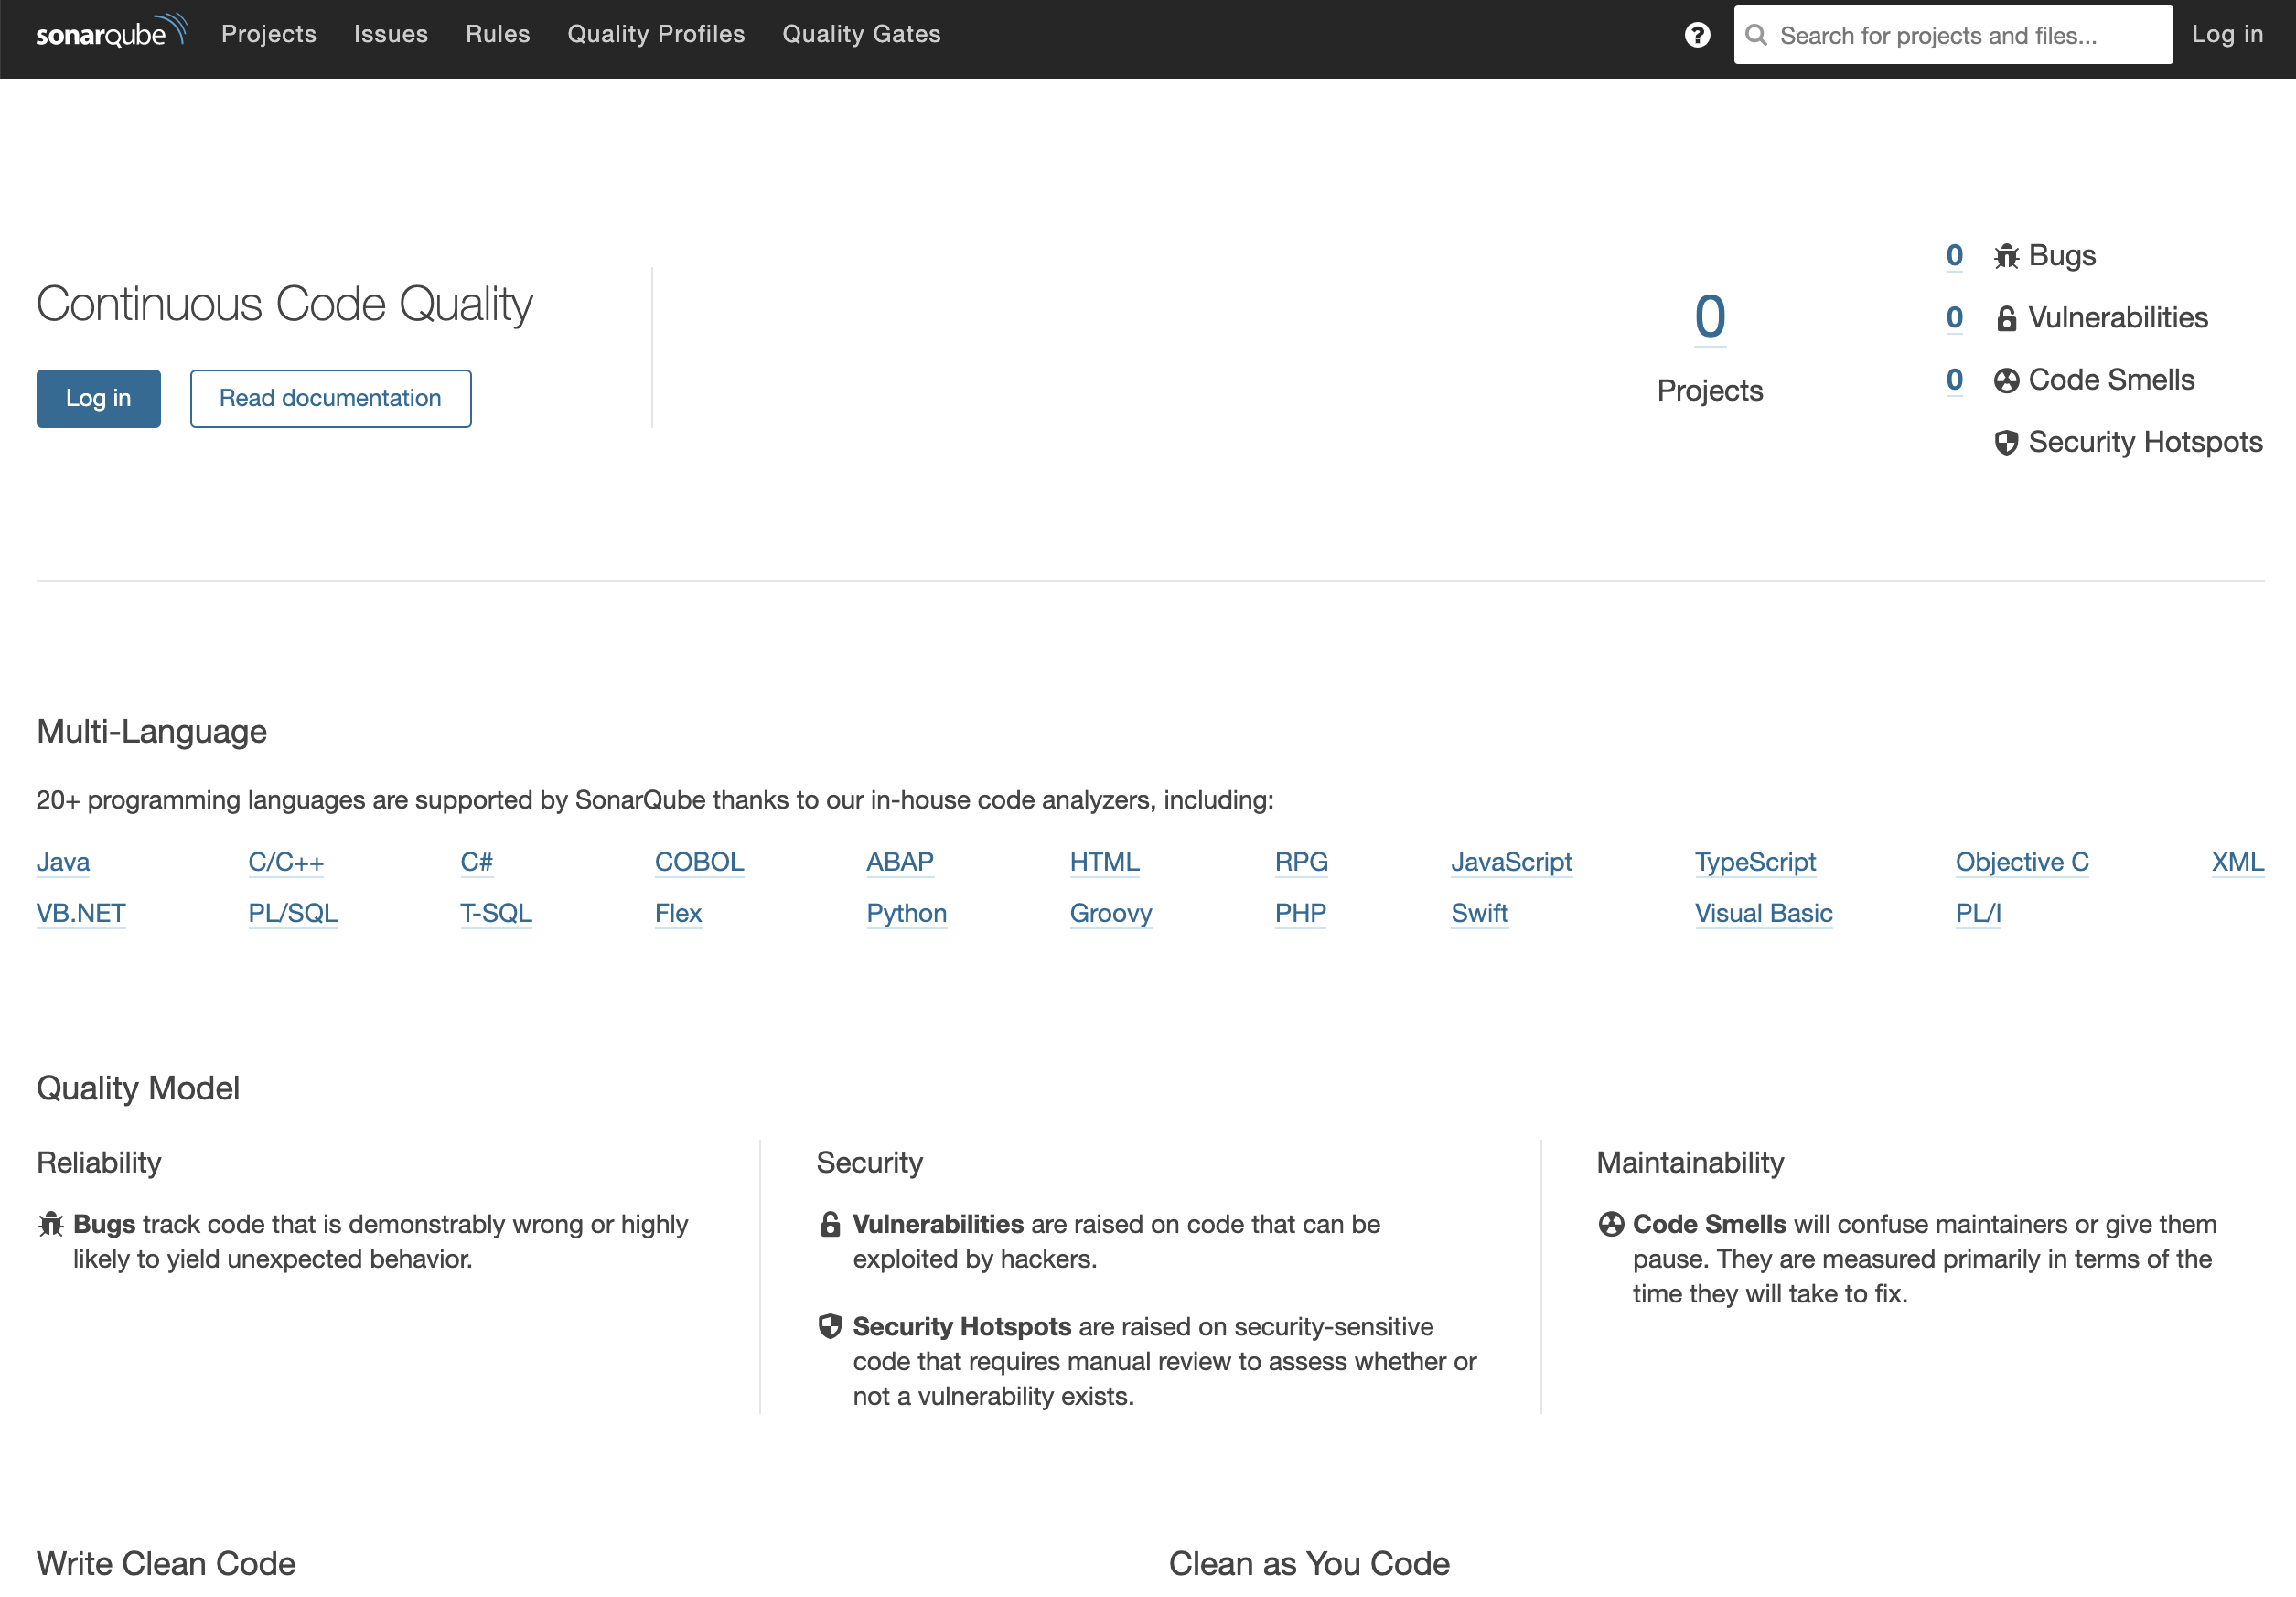 sonarqube Projects Issues Rules Quality Profiles Quality Gates ? Search for projects and files... Log in
Continuous Code Quality
Log in Read documentation
0
Projects
0 Bugs
0 Vulnerabilities
0 Code Smells
Security Hotspots
Multi-Language
20+ programming languages are supported by SonarQube thanks to our in-house code analyzers, including:
Java C/C++ C# COBOL ABAP HTML RPG JavaScript TypeScript Objective C XML
VB.NET PL/SQL T-SQL Flex Python Groovy PHP Swift Visual Basic PL/I
Quality Model
Reliability
Bugs track code that is demonstrably wrong or highly
likely to yield unexpected behavior.
Security
Vulnerabilities are raised on code that can be
exploited by hackers.
Security Hotspots are raised on security-sensitive
code that requires manual review to assess whether or
not a vulnerability exists.
Maintainability
Code Smells will confuse maintainers or give them
pause. They are measured primarily in terms of the
time they will take to fix.
Write Clean Code
Clean as You Code